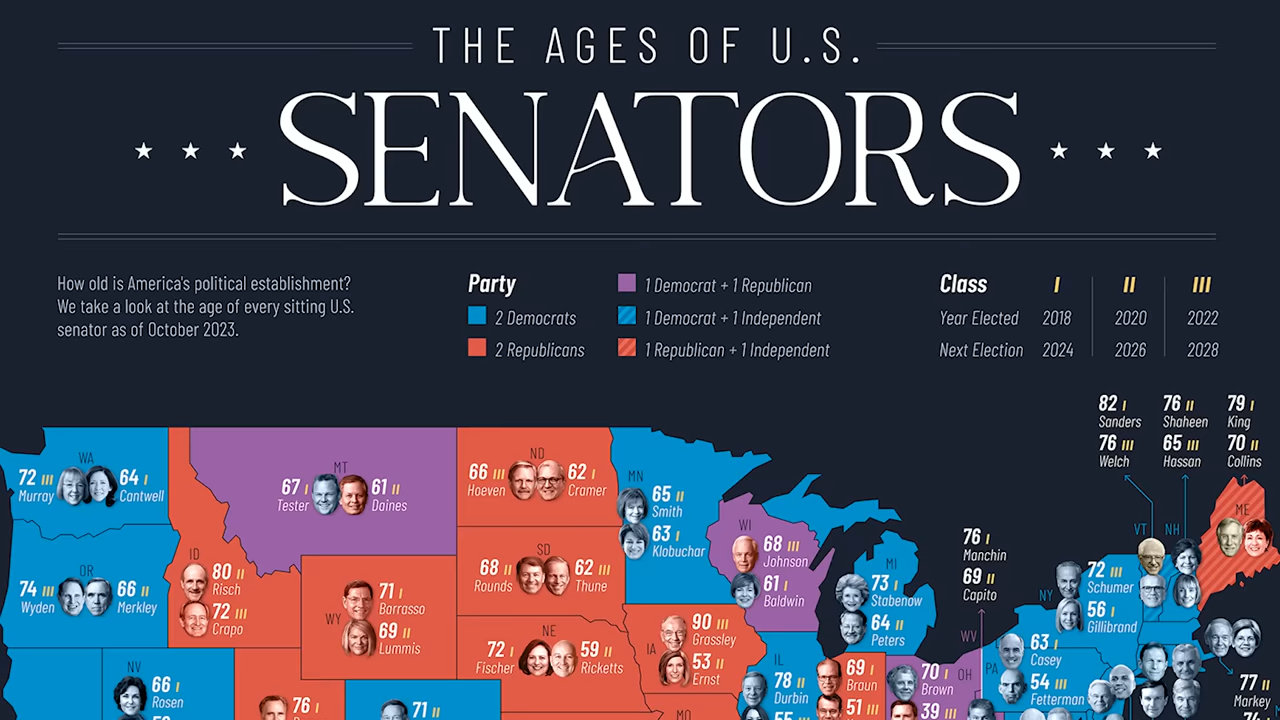 THE AGES OF U.S.
SENATORS
How old is America's political establishment?
We take a look at the age of every sitting U.S.
senator as of October 2023.
Party
2 Democrats
2 Republicans
1 Democrat + 1 Republican
1 Democrat + 1 Independent
1 Republican + 1 Independent
Class I II III
Year Elected 2018 2020 2022
Next Election 2024 2026 2028
82 I
Sanders
76 III
Welch
76 II
Shaheen
65 III
Hassan
79 I
King
70 II
Collins
WA
72 III
Murray
64 I
Cantwell
MT
67 I
Tester
61 II
Daines
ND
66 III
Hoeven
62 I
Cramer
MN
65 II
Smith
63 I
Klobuchar
WI
68 III
Johnson
61 I
Baldwin
MI
73 I
Stabenow
64 II
Peters
76 I
Manchin
69 II
Capito
WV
VT
NH
ME
NY
72 III
Schumer
56 I
Gillibrand
OR
74 III
Wyden
66 II
Merkley
ID
80 II
Risch
72 III
Crapo
WY
71 I
Barrasso
69 II
Lummis
SD
68 II
Rounds
62 III
Thune
NE
72 I
Fischer
59 II
Ricketts
IA
90 III
Grassley
53 II
Ernst
IL
78 II
Durbin
69 I
Braun
51 III
OH
70 I
Brown
39 III
PA
63 I
Casey
54 III
Fetterman
77 II
Markey
NV
66 I
Rosen
76
71 II
MO